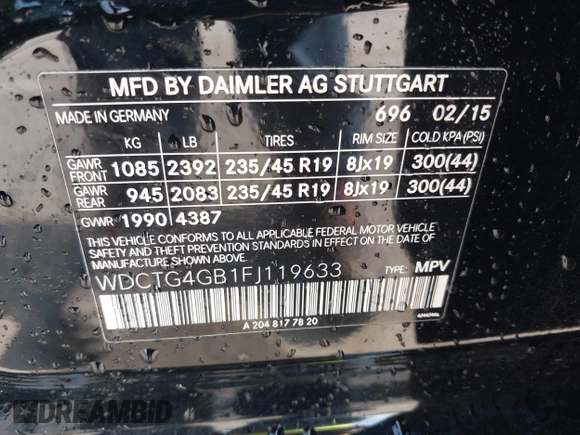 MFD BY DAIMLER AG STUTTGART
MADE IN GERMANY 696 02/15
KG LB TIRES RIM SIZE COLD KPA (PSI)
GAWR FRONT 1085 2392 235/45 R19 8Jx19 300(44)
GAWR REAR 945 2083 235/45 R19 8Jx19 300(44)
GVWR 1990 4387
THIS VEHICLE CONFORMS TO ALL APPLICABLE FEDERAL MOTOR VEHICLE
SAFETY AND THEFT PREVENTION STANDARDS IN EFFECT ON THE DATE
OF MANUFACTURE SHOWN ABOVE.
WDCTG4GB1FJ119633 TYPE: MPV
A 204 817 78 20
DREAMBID